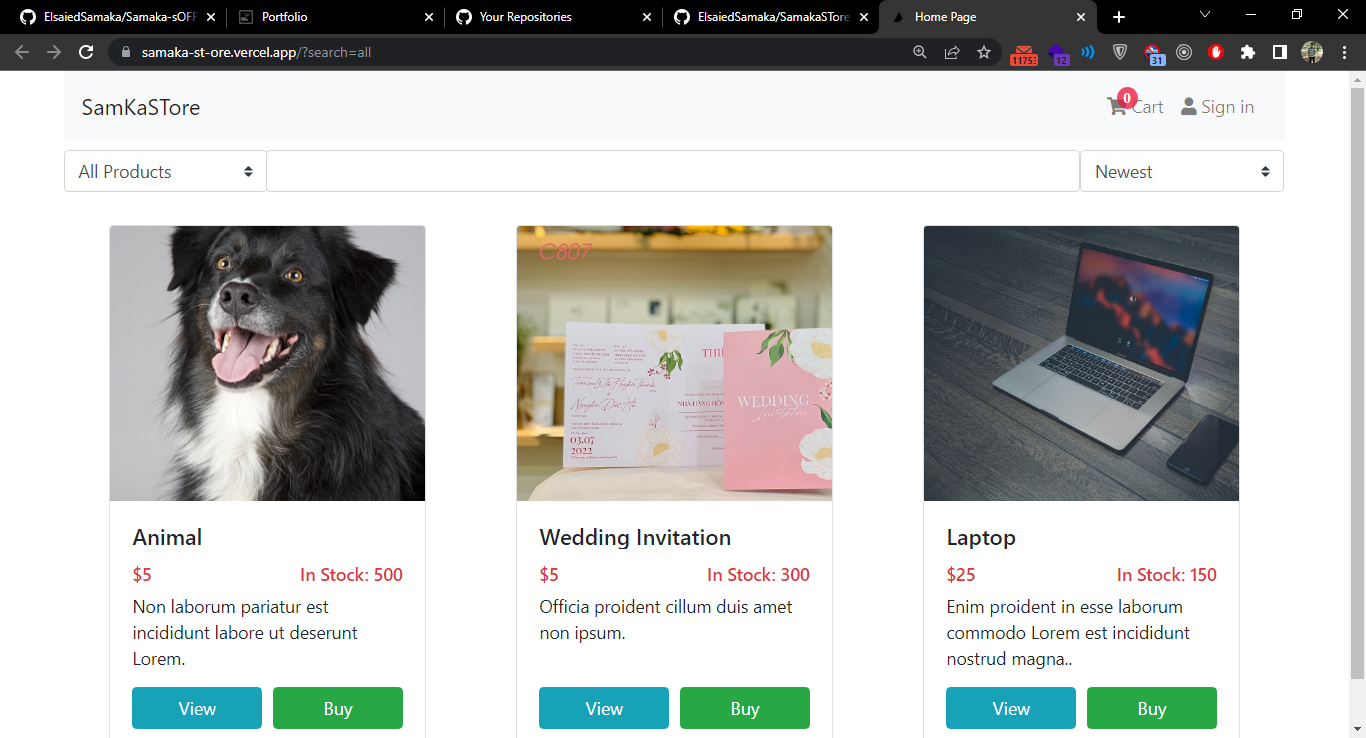 ElsaiedSamaka/Samaka-sOFF
Portfolio
Your Repositories
ElsaiedSamaka/SamakaSTore
Home Page
samaka-st-ore.vercel.app/?search=all
11753
12
31
SamKaSTore
0
Cart
Sign in
All Products
Newest
C807
WEDDING
Invitation
03.07
2022
Animal
$5
In Stock: 500
Non laborum pariatur est
incididunt labore ut deserunt
Lorem.
View
Buy
Wedding Invitation
$5
In Stock: 300
Officia proident cillum duis amet
non ipsum.
View
Buy
Laptop
$25
In Stock: 150
Enim proident in esse laborum
commodo Lorem est incididunt
nostrud magna..
View
Buy